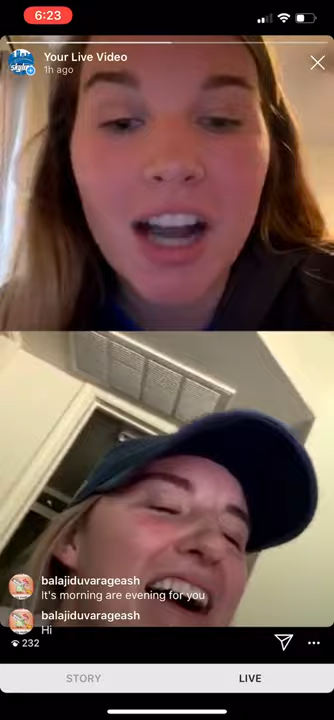 6:23
Your Live Video
1h ago
balajiduvarageash
It's morning are evening for you
balajiduvarageash
Hi
232
STORY
LIVE